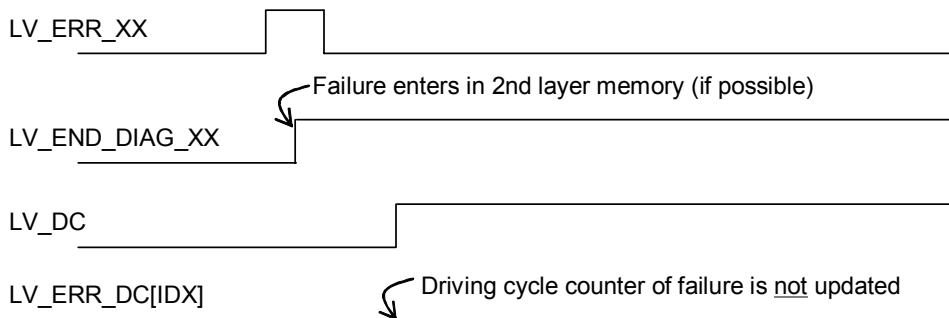 LV_ERR_XX
Failure enters in 2nd layer memory (if possible)
LV_END_DIAG_XX
LV_DC
Driving cycle counter of failure is not updated
LV_ERR_DC[IDX]